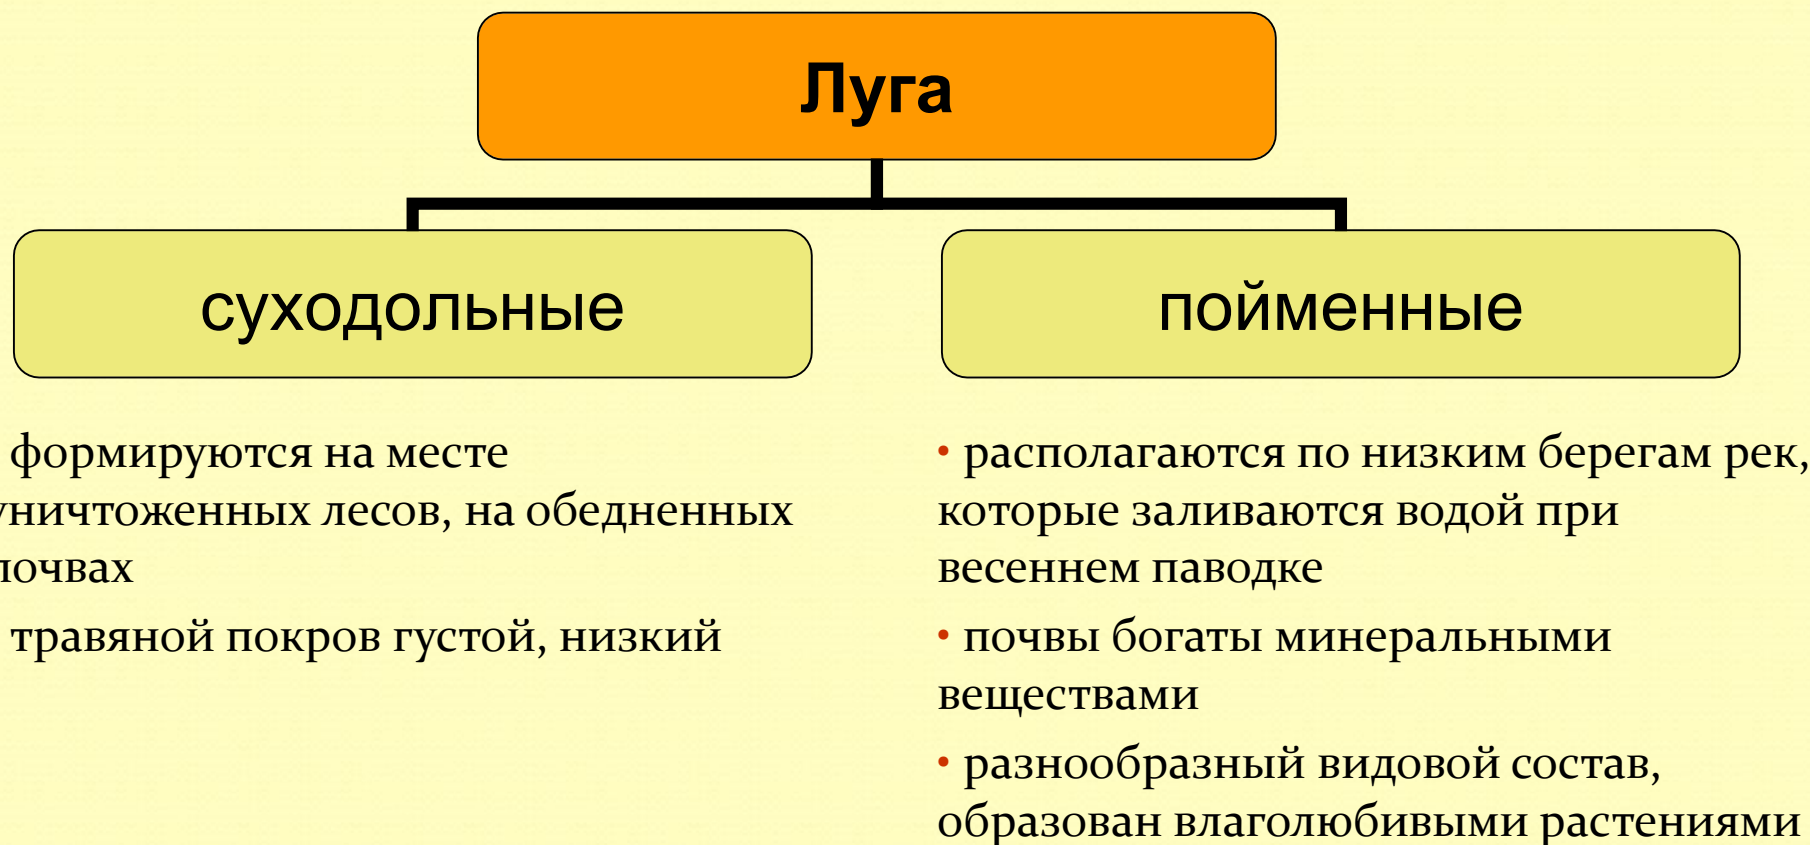 Луга
суходольные
пойменные
формируются на месте
уничтоженных лесов, на обедненных
почвах
травяной покров густой, низкий
• располагаются по низким берегам рек,
которые заливаются водой при
весеннем паводке
• почвы богаты минеральными
веществами
• разнообразный видовой состав,
образован влаголюбивыми растениями